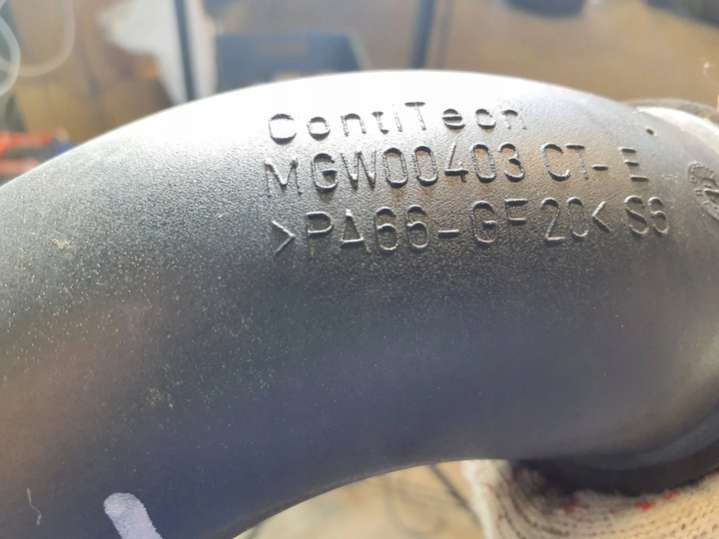 ContiTech
MGW00403 CT-E
>PA66-GF20< S6